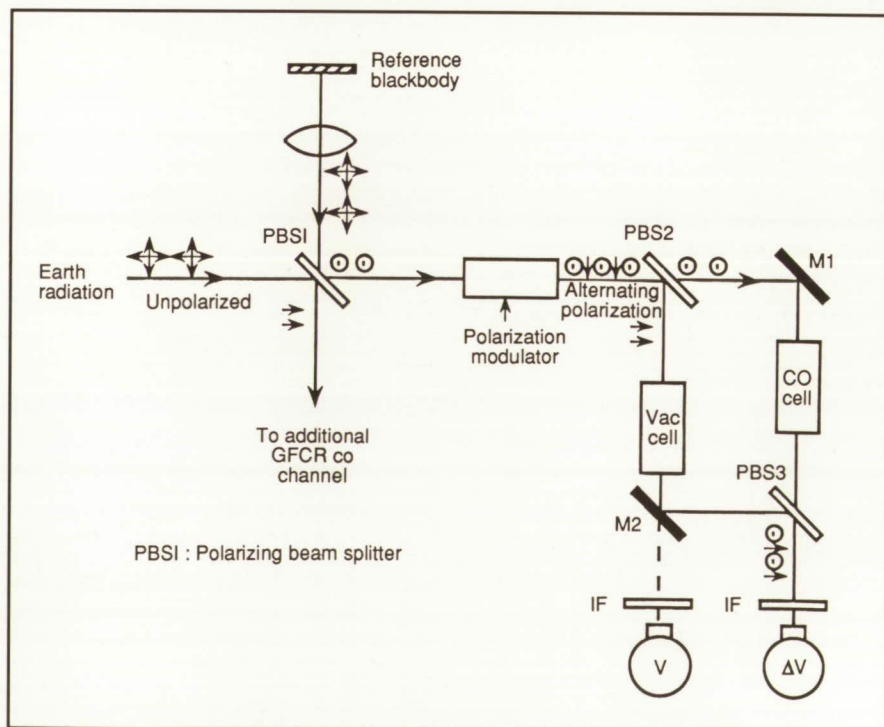 Reference
blackbody
PBSI
PBS2
M1
Earth
radiation
Unpolarized
Alternating
polarization
Polarization
modulator
CO
cell
Vac
cell
To additional
GFCR co
channel
PBS3
M2
PBSI : Polarizing beam splitter
IF
IF
V
ΔV